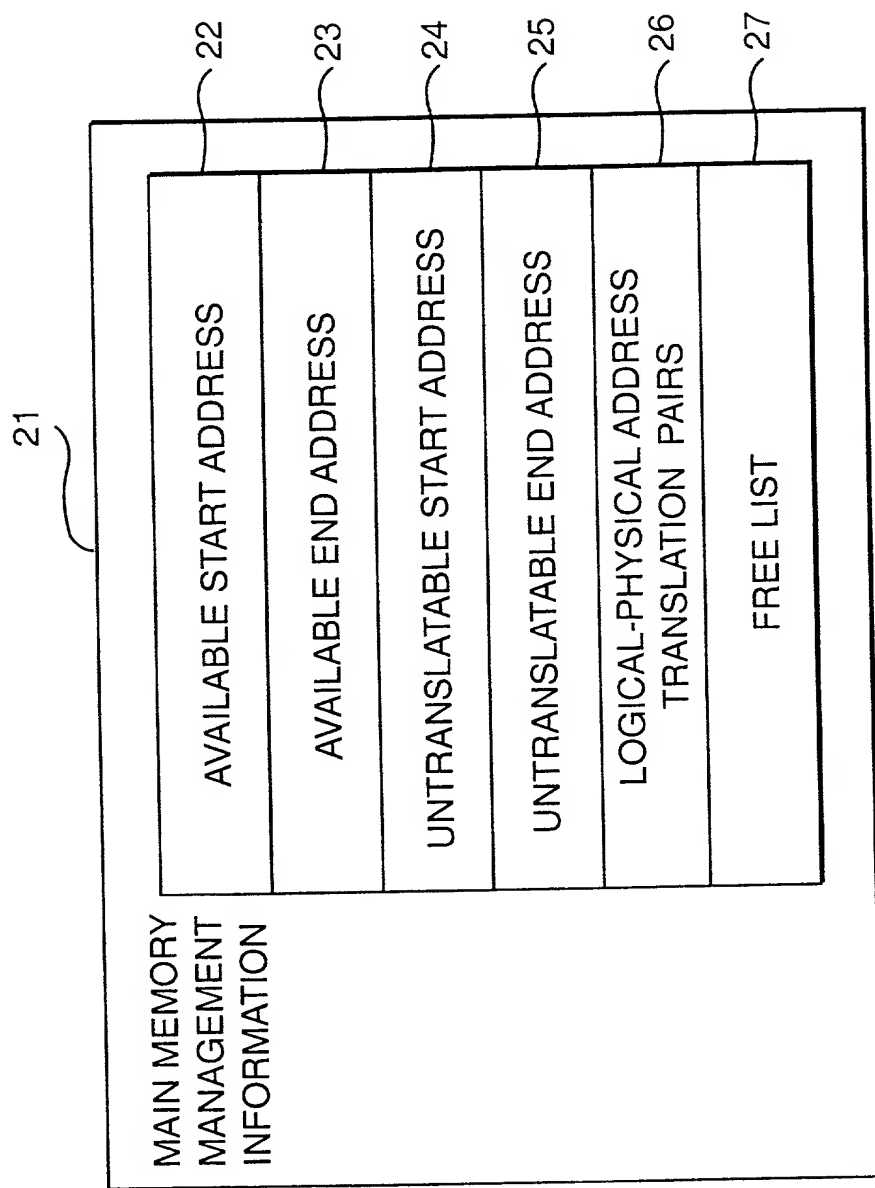 21
MAIN MEMORY
MANAGEMENT
INFORMATION
AVAILABLE START ADDRESS
22
AVAILABLE END ADDRESS
23
UNTRANSLATABLE START ADDRESS
24
UNTRANSLATABLE END ADDRESS
25
LOGICAL-PHYSICAL ADDRESS
TRANSLATION PAIRS
26
FREE LIST
27